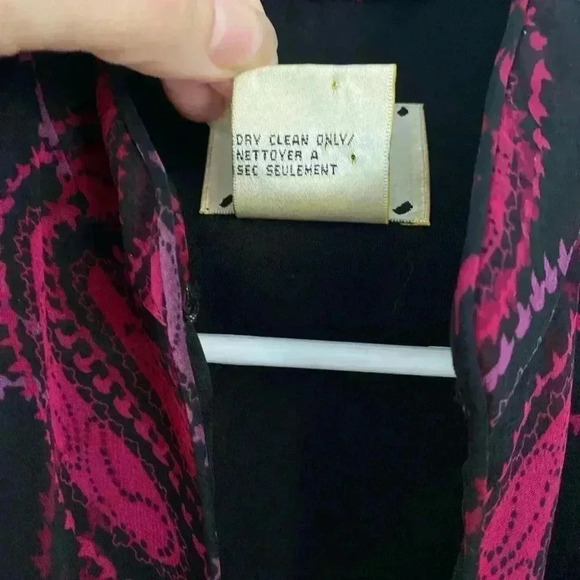 DRY CLEAN ONLY/
NETTOYER A
SEC SEULEMENT